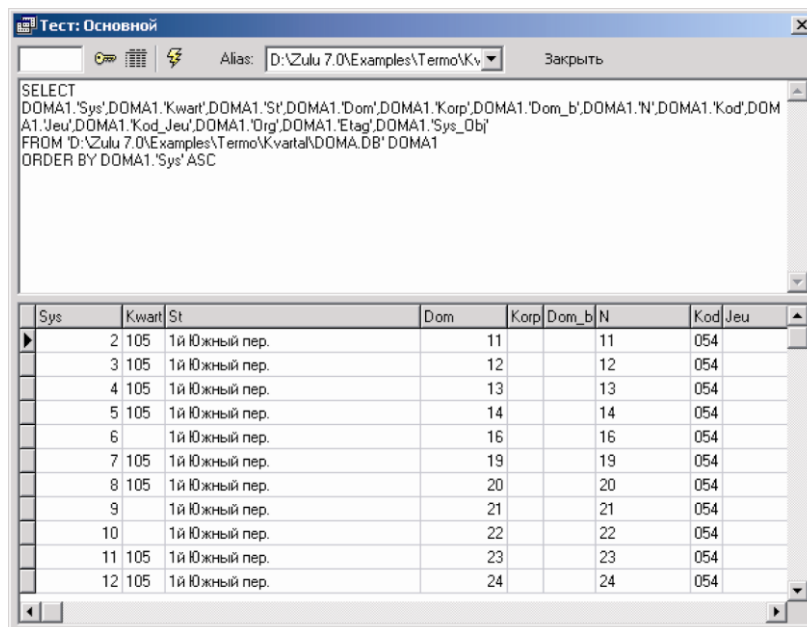 Тест: Основной
Alias: D:\Zulu 7.0\Examples\Termo\Kv Закрыть
SELECT
DOMA1.'Sys',DOMA1.'Kwart',DOMA1.'St',DOMA1.'Dom',DOMA1.'Korp',DOMA1.'Dom_b',DOMA1.'N',DOMA1.'Kod',DOM
A1.'Jeu',DOMA1.'Kod_Jeu',DOMA1.'Org',DOMA1.'Etag',DOMA1.'Sys_Obj'
FROM 'D:\Zulu 7.0\Examples\Termo\Kvartal\DOMA.DB' DOMA1
ORDER BY DOMA1.'Sys' ASC
Sys Kwart St Dom Korp Dom_b N Kod Jeu
2 105 1й Южный пер. 11 11 054
3 105 1й Южный пер. 12 12 054
4 105 1й Южный пер. 13 13 054
5 105 1й Южный пер. 14 14 054
6 1й Южный пер. 16 16 054
7 105 1й Южный пер. 19 19 054
8 105 1й Южный пер. 20 20 054
9 1й Южный пер. 21 21 054
10 1й Южный пер. 22 22 054
11 105 1й Южный пер. 23 23 054
12 105 1й Южный пер. 24 24 054